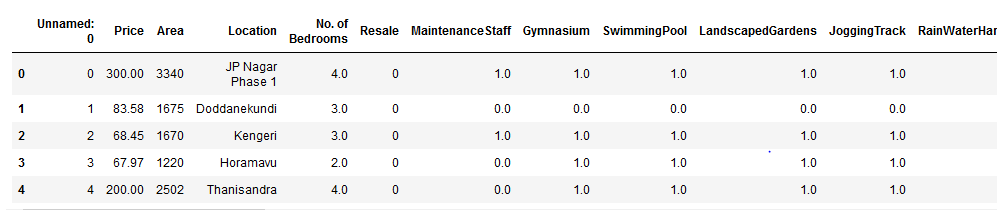 Unnamed: 0 Price Area Location No. of Bedrooms Resale MaintenanceStaff Gymnasium SwimmingPool LandscapedGardens JoggingTrack RainWaterHar
0 0 300.00 3340 JP Nagar Phase 1 4.0 0 1.0 1.0 1.0 1.0 1.0
1 1 83.58 1675 Doddanekundi 3.0 0 0.0 0.0 0.0 0.0 0.0
2 2 68.45 1670 Kengeri 3.0 0 1.0 1.0 1.0 1.0 1.0
3 3 67.97 1220 Horamavu 2.0 0 0.0 1.0 1.0 1.0 1.0
4 4 200.00 2502 Thanisandra 4.0 0 0.0 1.0 1.0 1.0 1.0